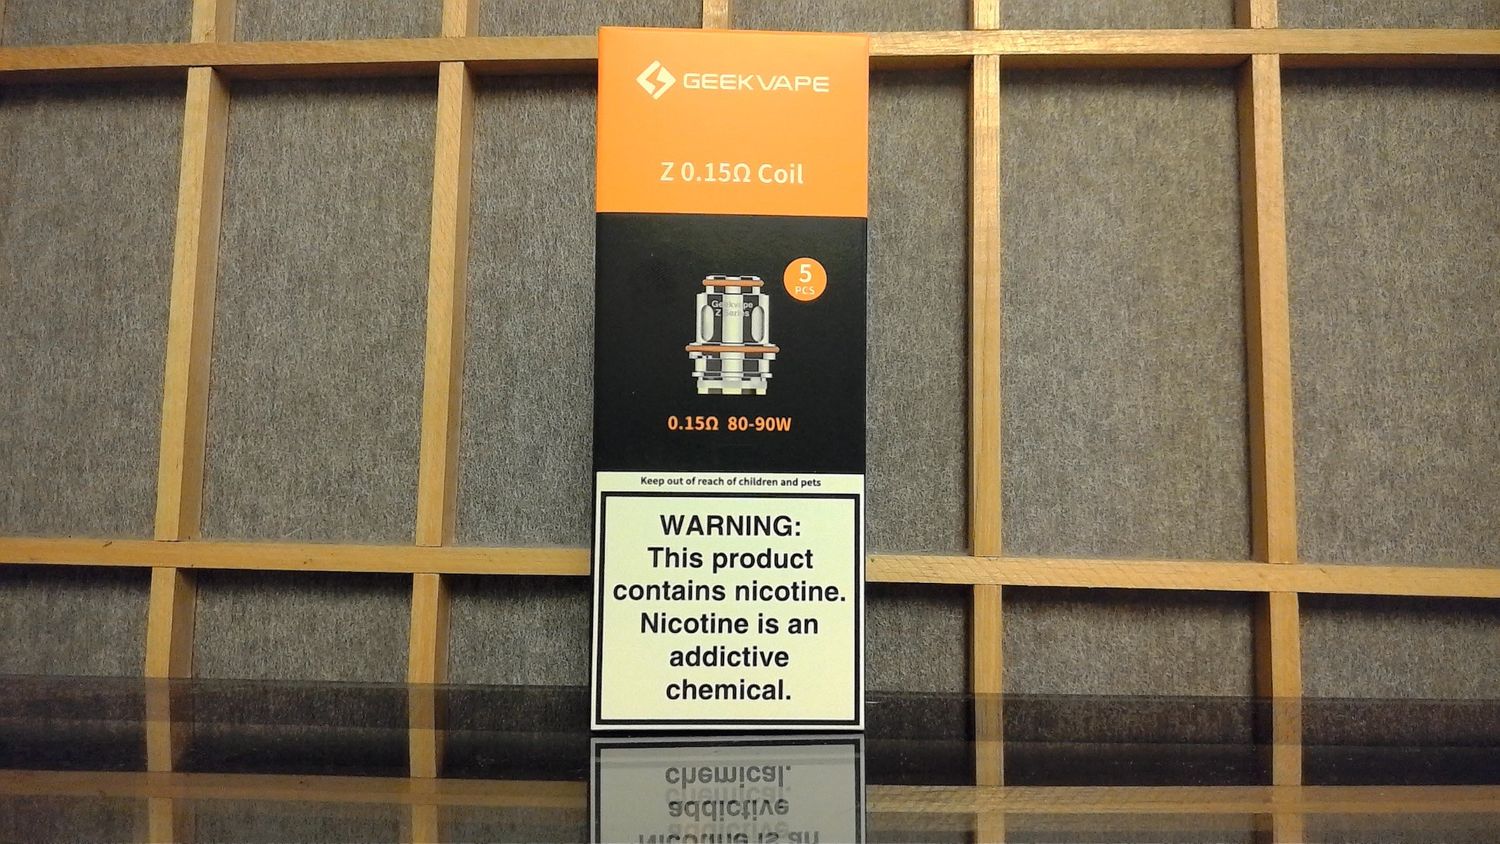 GEEKVAPE
Z 0.15Ω Coil
5
PCS
Geekvape
Z Series
0.15Ω 80-90W
Keep out of reach of children and pets
WARNING:
This product
contains nicotine.
Nicotine is an
addictive
chemical.